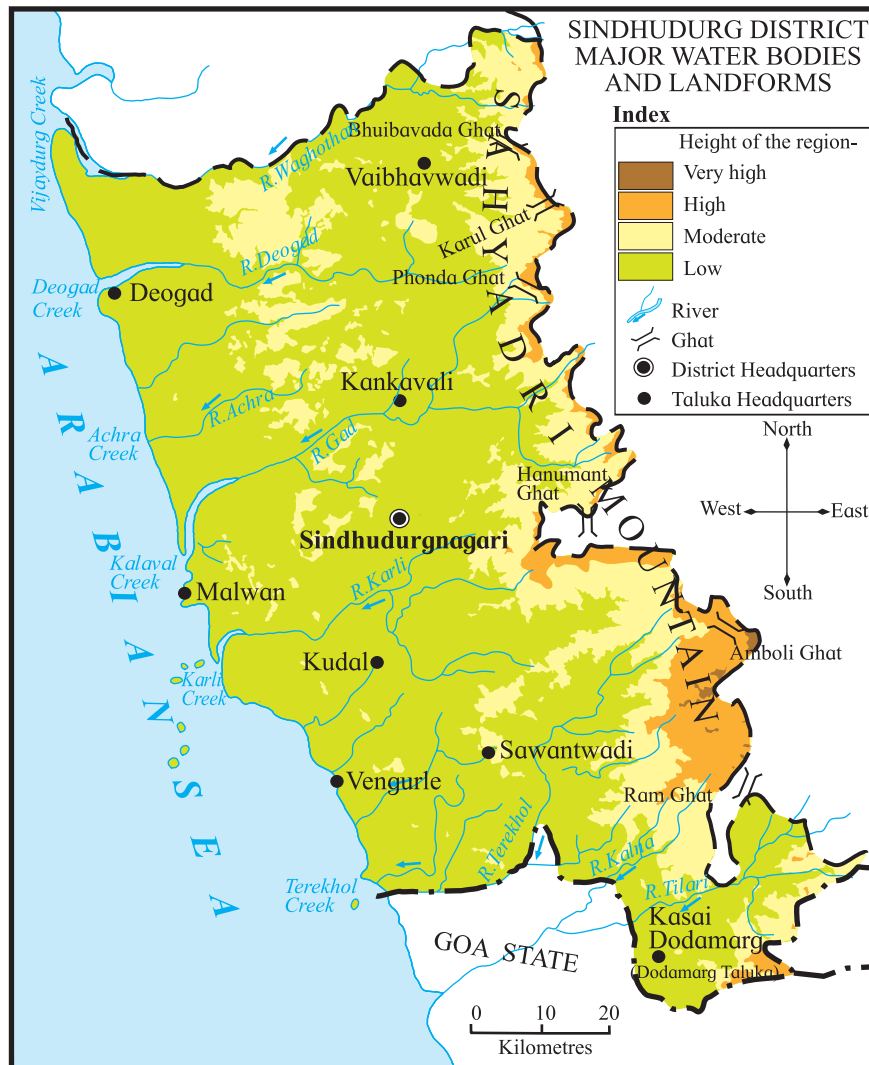 SINDHUDURG DISTRICT
MAJOR WATER BODIES
AND LANDFORMS
Index
Height of the region-
Very high
High
Moderate
Low
River
Ghat
District Headquarters
Taluka Headquarters
North
West
East
South
SAHYADRI MOUNTAIN
ARABIAN SEA
Vijaydurg Creek
R.Waghothan
Bhuibavada Ghat
Vaibhavwadi
Karul Ghat
R.Deogad
Phonda Ghat
Deogad
Creek
Deogad
Kankavali
R.Achra
Achra
Creek
R.Gad
Hanumant
Ghat
Sindhudurgnagari
Kalaval
Creek
Malwan
R.Karli
Kudal
Karli
Creek
Amboli Ghat
Sawantwadi
Vengurle
Ram Ghat
R.Terekhol
R.Kalna
R.Tilari
Terekhol
Creek
Kasai
Dodamarg
(Dodamarg Taluka)
GOA STATE
0 10 20
Kilometres